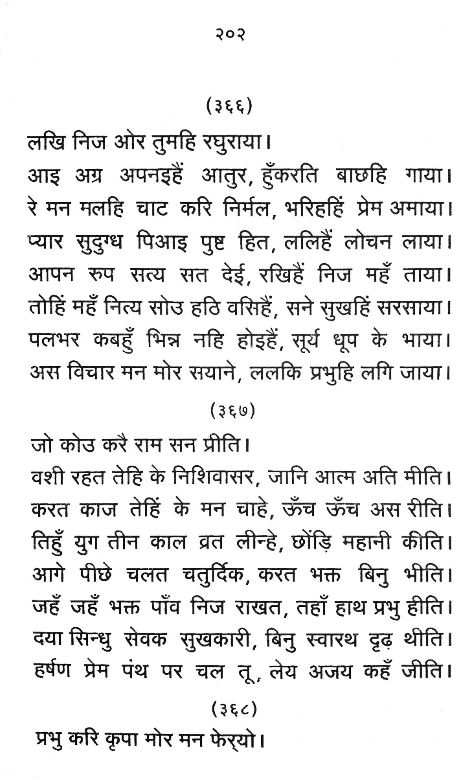 २०२
(३६६)
लखि निज ओर तुमहि रघुराया।
आइ अग्र अपनइहैं आतुर, हुँकरति बाछहि गाया।
रे मन मलहि चाट करि निर्मल, भरिहहिं प्रेम अमाया।
प्यार सुदुग्ध पिआइ पुष्ट हित, ललिहैं लोचन लाया।
आपन रुप सत्य सत देई, रखिहैं निज महँ ताया।
तोहिं महँ नित्य सोउ हठि वसिहैं, सने सुखहिं सरसाया।
पलभर कबहुँ भिन्न नहि होइहैं, सूर्य धूप के भाया।
अस विचार मन मोर सयाने, ललकि प्रभुहि लगि जाया।
(३६७)
जो कोउ करै राम सन प्रीति।
वशी रहत तेहि के निशिवासर, जानि आत्म अति मीति।
करत काज तेहिं के मन चाहे, ऊँच ऊँच अस रीति।
तिहुँ युग तीन काल व्रत लीन्हे, छोंड़ि महानी कीति।
आगे पीछे चलत चतुर्दिक, करत भक्त बिनु भीति।
जहँ जहँ भक्त पाँव निज राखत, तहाँ हाथ प्रभु हीति।
दया सिन्धु सेवक सुखकारी, बिनु स्वारथ दृढ़ थीति।
हर्षण प्रेम पंथ पर चल तू, लेय अजय कहँ जीति।
(३६८)
प्रभु करि कृपा मोर मन फेर्‌यो।